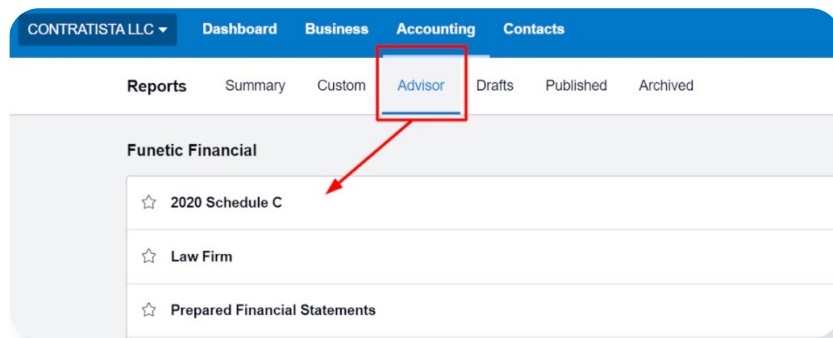 CONTRATISTA LLC Dashboard Business Accounting Contacts
Reports Summary Custom Advisor Drafts Published Archived
Funetic Financial
2020 Schedule C
Law Firm
Prepared Financial Statements